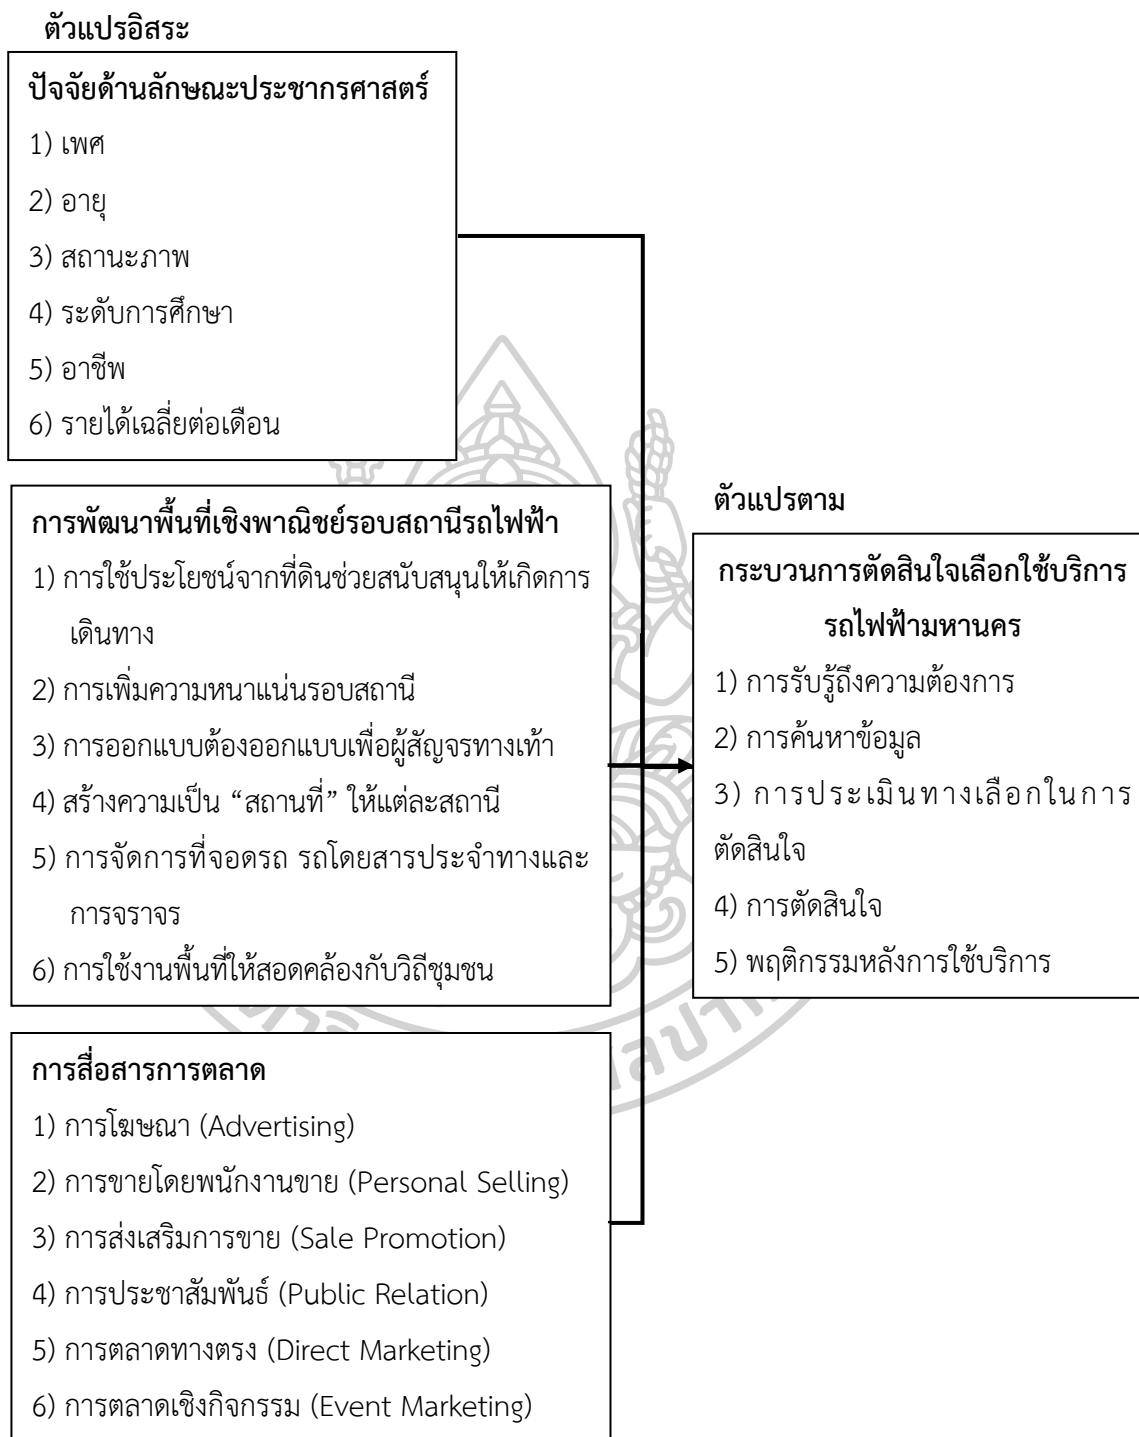 ตัวแปรอิสระ
ปัจจัยด้านลักษณะประชากรศาสตร์
1) เพศ
2) อายุ
3) สถานะภาพ
4) ระดับการศึกษา
5) อาชีพ
6) รายได้เฉลี่ยต่อเดือน
การพัฒนาพื้นที่เชิงพาณิชย์รอบสถานีรถไฟฟ้า
1) การใช้ประโยชน์จากที่ดินช่วยสนับสนุนให้เกิดการ
เดินทาง
2) การเพิ่มความหนาแน่นรอบสถานี
3) การออกแบบต้องออกแบบเพื่อผู้สัญจรทางเท้า
4) สร้างความเป็น “สถานที่” ให้แต่ละสถานี
5) การจัดการที่จอดรถ รถโดยสารประจำทางและ
การจราจร
6) การใช้งานพื้นที่ให้สอดคล้องกับวิถีชุมชน
การสื่อสารการตลาด
1) การโฆษณา (Advertising)
2) การขายโดยพนักงานขาย (Personal Selling)
3) การส่งเสริมการขาย (Sale Promotion)
4) การประชาสัมพันธ์ (Public Relation)
5) การตลาดทางตรง (Direct Marketing)
6) การตลาดเชิงกิจกรรม (Event Marketing)
ตัวแปรตาม
กระบวนการตัดสินใจเลือกใช้บริการ
รถไฟฟ้ามหานคร
1) การรับรู้ถึงความต้องการ
2) การค้นหาข้อมูล
3) การประเมินทางเลือกในการ
ตัดสินใจ
4) การตัดสินใจ
5) พฤติกรรมหลังการใช้บริการ